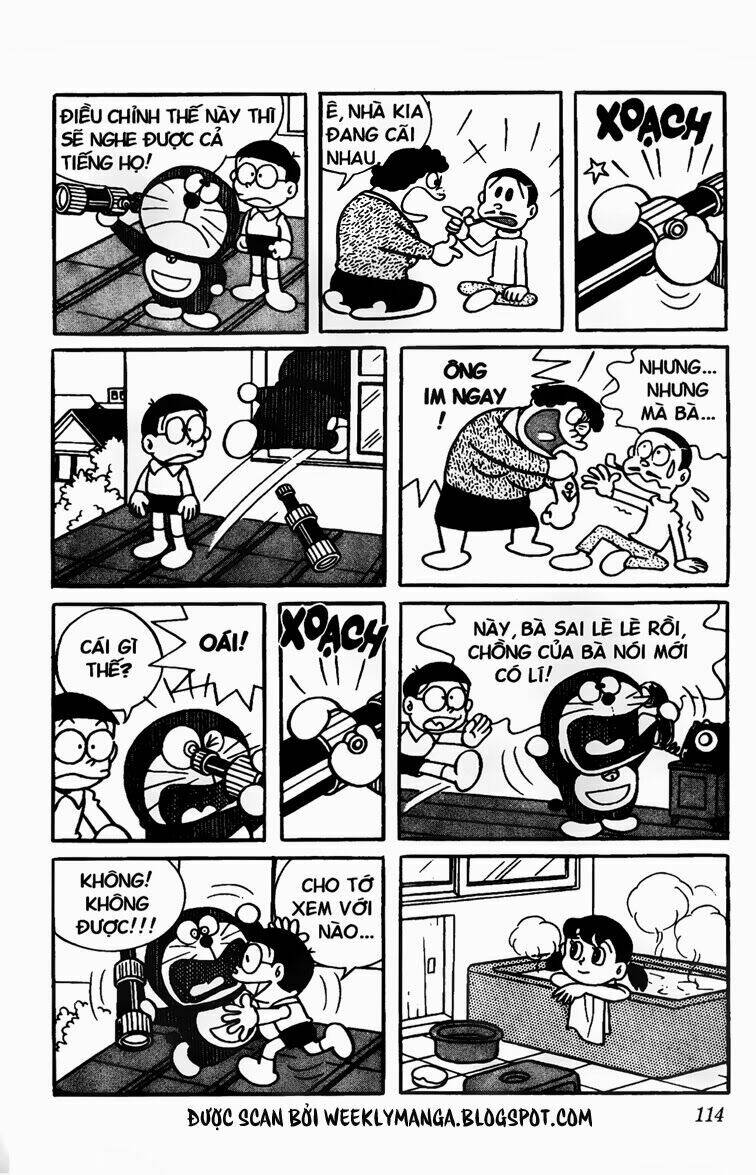 ĐIỀU CHỈNH THẾ NÀY THÌ
SẼ NGHE ĐƯỢC CẢ
TIẾNG HỌ!
Ê, NHÀ KIA
ĐANG CÃI
NHAU
XOẠCH
ÔNG
IM NGAY
!
NHƯNG...
NHƯNG
MÀ BÀ...
CÁI GÌ
THẾ?
OÁI!
XOẠCH
NÀY, BÀ SAI LÈ LÈ RỒI,
CHỒNG CỦA BÀ NÓI MỚI
CÓ LÍ!
KHÔNG!
KHÔNG
ĐƯỢC!!!
CHO TỚ
XEM VỚI
NÀO...
ĐƯỢC SCAN BỞI WEEKLYMANGA.BLOGSPOT.COM
114